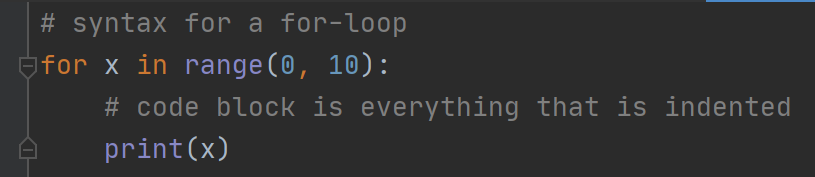 # syntax for a for-loop
for x in range(0, 10):
    # code block is everything that is indented
    print(x)